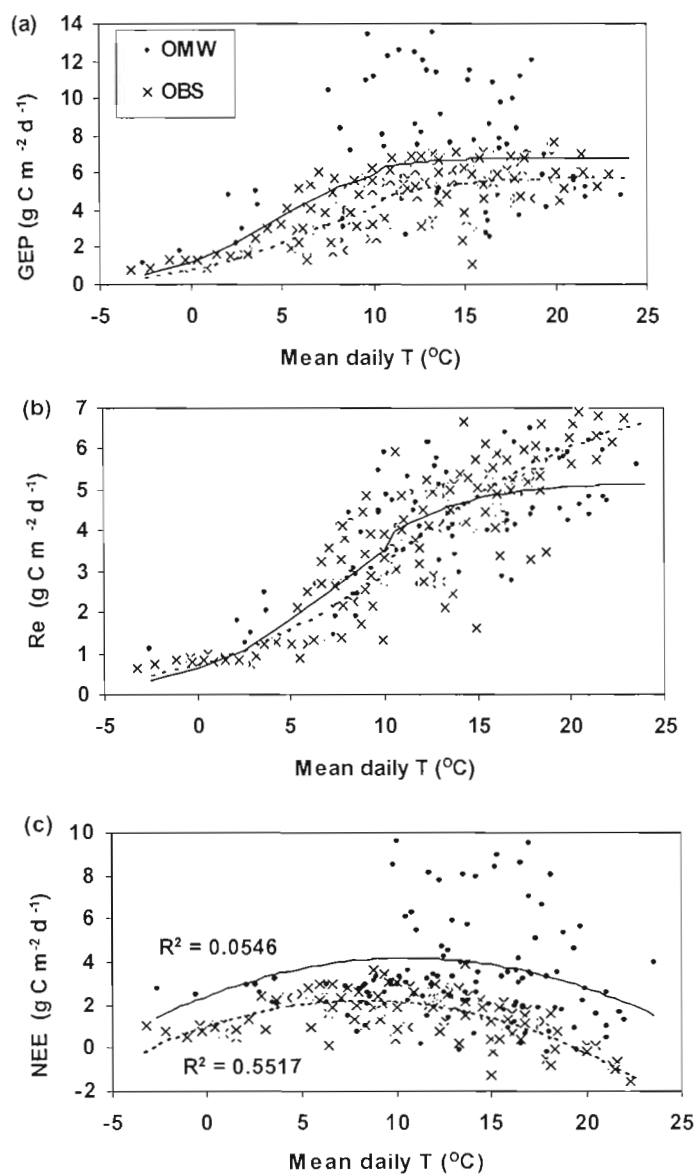 (a)
14
12
10
8
6
4
2
0
GEP (g C m -2 d -1)
• OMW
× OBS
-5 0 5 10 15 20 25
Mean daily T (°C)
(b)
7
6
5
4
3
2
1
0
Re (g C m-2 d-1)
-5 0 5 10 15 20 25
Mean daily T (°C)
(c)
10
8
6
4
2
0
-2
NEE (g C m-2 d-1)
R² = 0.0546
R² = 0.5517
-5 0 5 10 15 20 25
Mean daily T (°C)